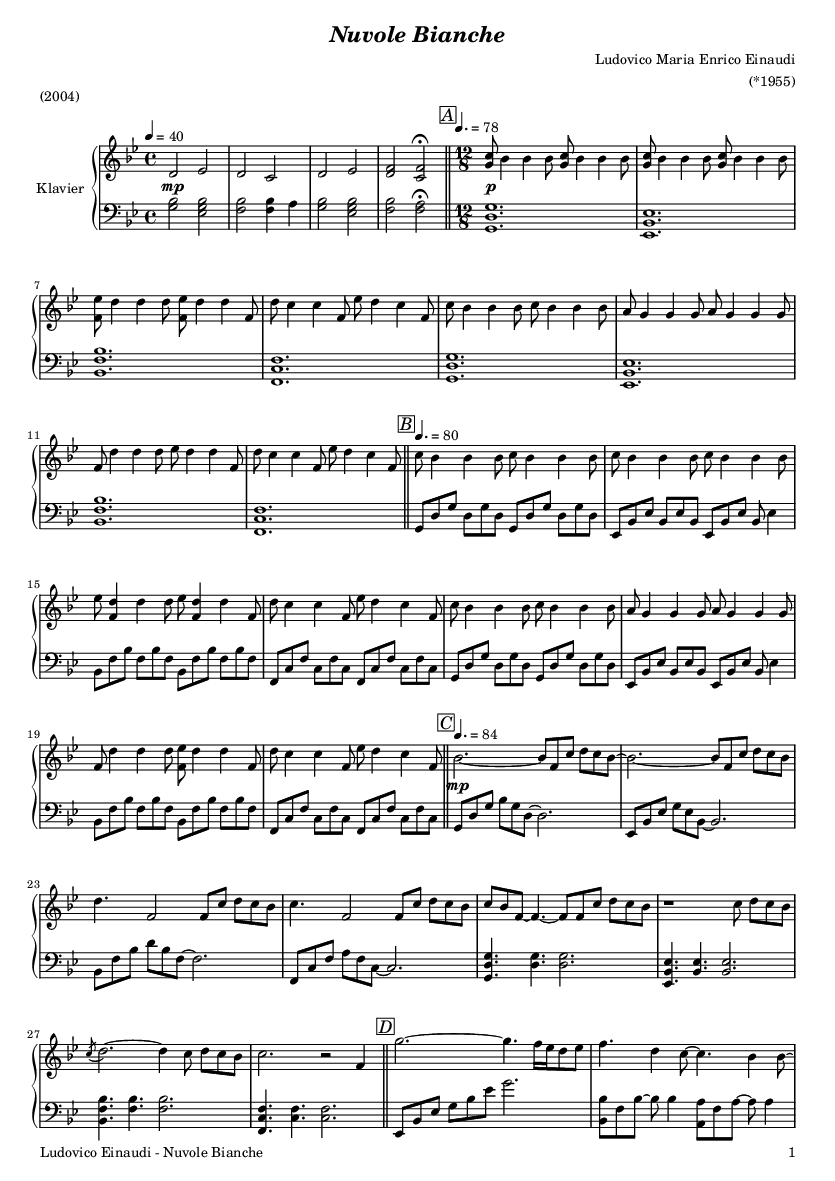 Nuvole Bianche
Ludovico Maria Enrico Einaudi
(*1955)
(2004)
A
♩ = 40
♩. = 78
Klavier
mp
p
7
11
B
♩. = 80
15
19
C
♩. = 84
mp
23
27
D
Ludovico Einaudi - Nuvole Bianche 1